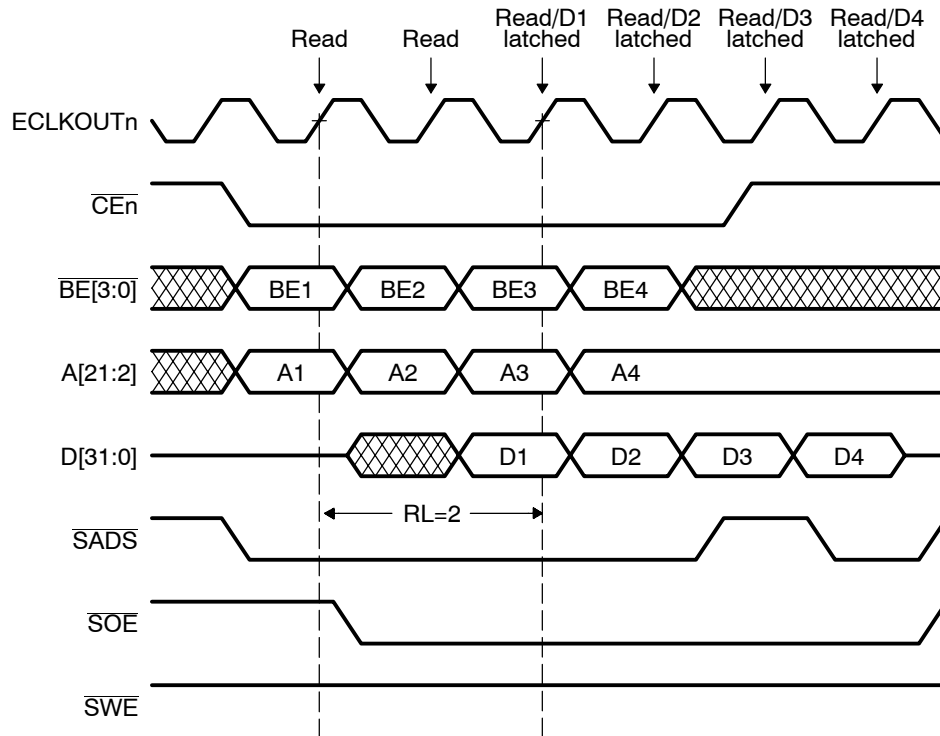 Read
Read
Read/D1
latched
Read/D2
latched
Read/D3
latched
Read/D4
latched
ECLKOUTn
CEn
BE[3:0]
BE1
BE2
BE3
BE4
A[21:2]
A1
A2
A3
A4
D[31:0]
D1
D2
D3
D4
RL=2
SADS
SOE
SWE